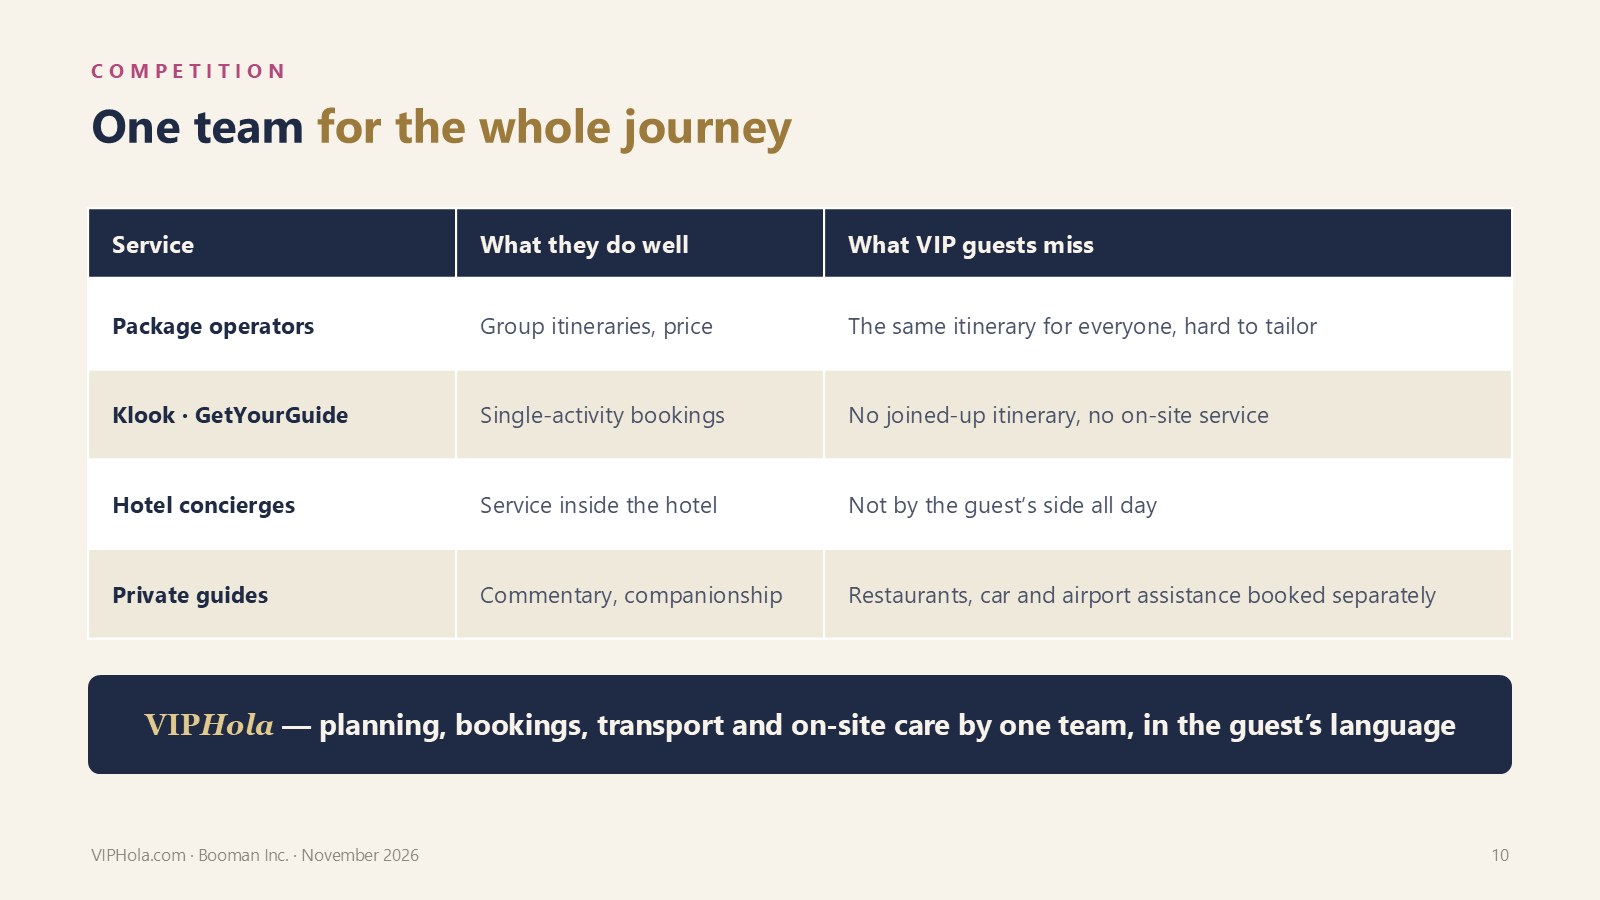 COMPETITION
One team for the whole journey
Service
What they do well
What VIP guests miss
Package operators
Group itineraries, price
The same itinerary for everyone, hard to tailor
Klook · GetYourGuide
Single-activity bookings
No joined-up itinerary, no on-site service
Hotel concierges
Service inside the hotel
Not by the guest’s side all day
Private guides
Commentary, companionship
Restaurants, car and airport assistance booked separately
VIPHola — planning, bookings, transport and on-site care by one team, in the guest’s language
VIPHola.com · Booman Inc. · November 2026
10